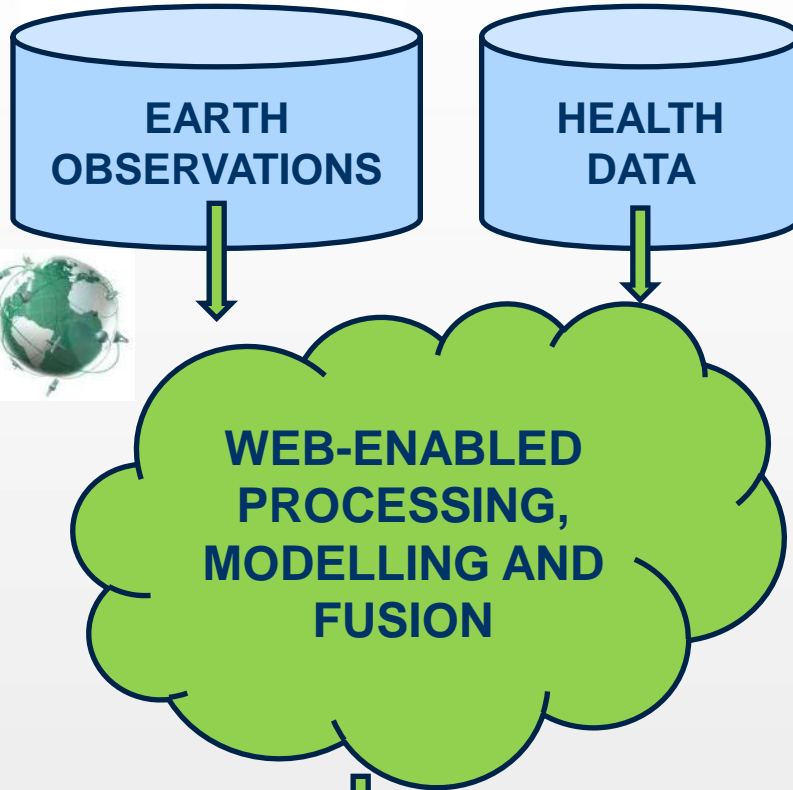 EARTH
OBSERVATIONS
HEALTH
DATA
WEB-ENABLED
PROCESSING,
MODELLING AND
FUSION